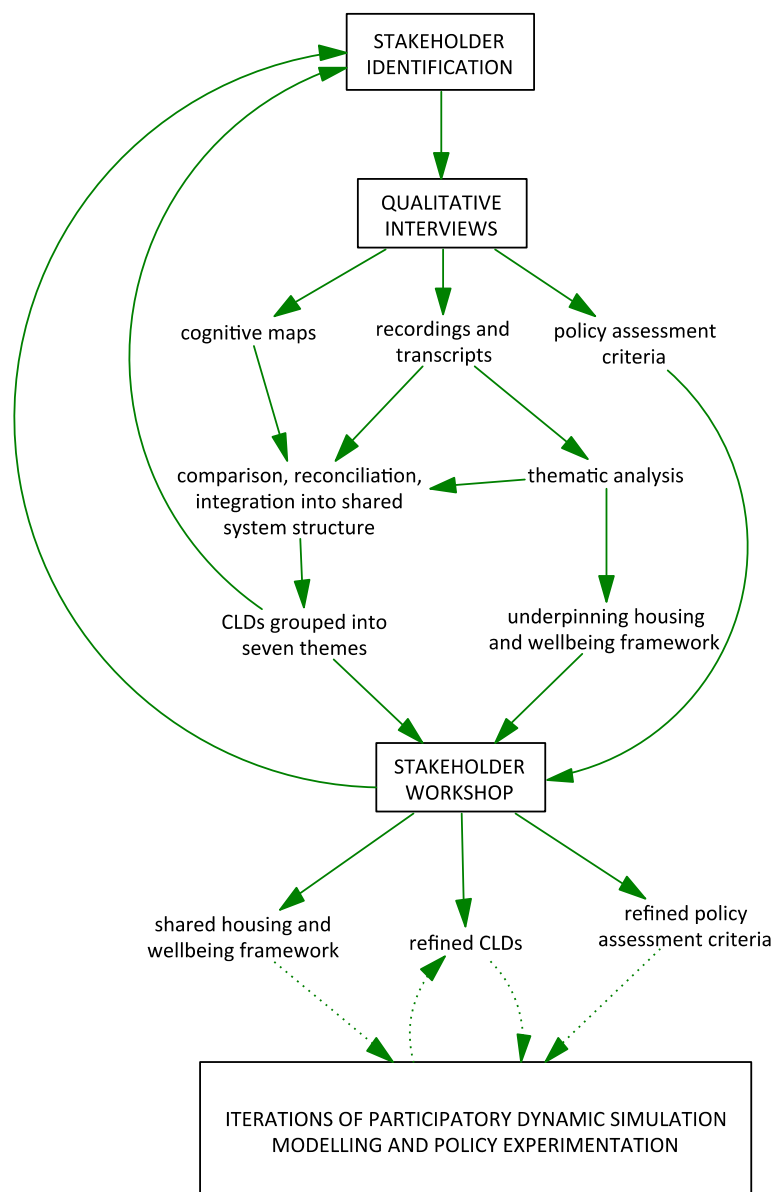 STAKEHOLDER
IDENTIFICATION
QUALITATIVE
INTERVIEWS
cognitive maps
recordings and
transcripts
policy assessment
criteria
comparison, reconciliation,
integration into shared
system structure
thematic analysis
CLDs grouped into
seven themes
underpinning housing
and wellbeing framework
STAKEHOLDER
WORKSHOP
shared housing and
wellbeing framework
refined CLDs
refined policy
assessment criteria
ITERATIONS OF PARTICIPATORY DYNAMIC SIMULATION
MODELLING AND POLICY EXPERIMENTATION